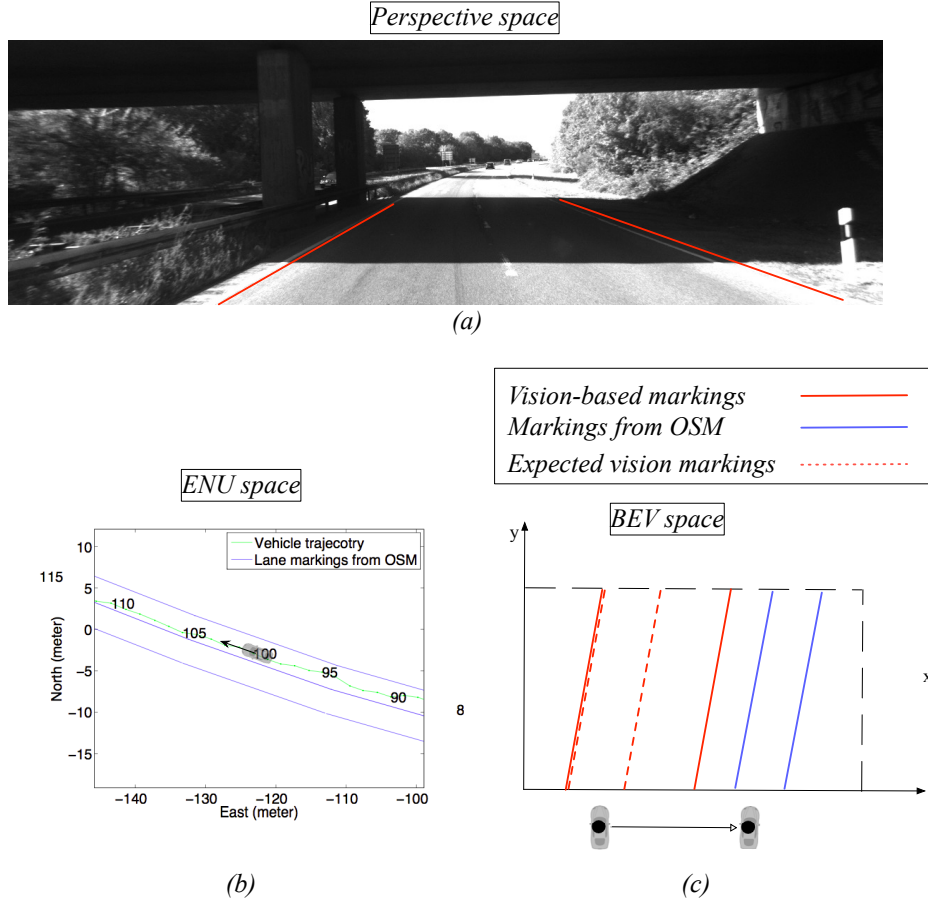 Perspective space
(a)
Vision-based markings
Markings from OSM
Expected vision markings
ENU space
BEV space
Vehicle trajecotry
Lane markings from OSM
10
5
0
−5
−10
−15
North (meter)
115
110
105
100
95
90
8
−140
−130
−120
−110
−100
East (meter)
y
x
(b)
(c)